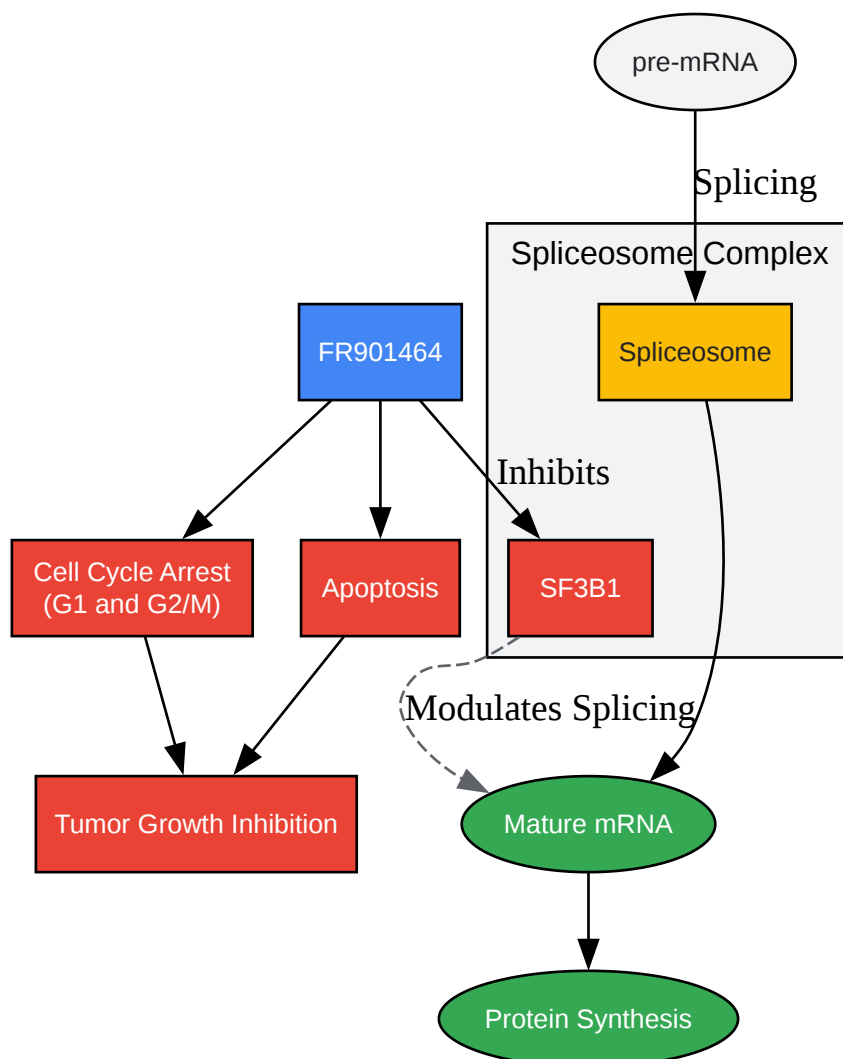 pre-mRNA
Splicing
Spliceosome Complex
FR901464
Spliceosome
Inhibits
Cell Cycle Arrest
(G1 and G2/M)
Apoptosis
SF3B1
Modulates Splicing
Tumor Growth Inhibition
Mature mRNA
Protein Synthesis